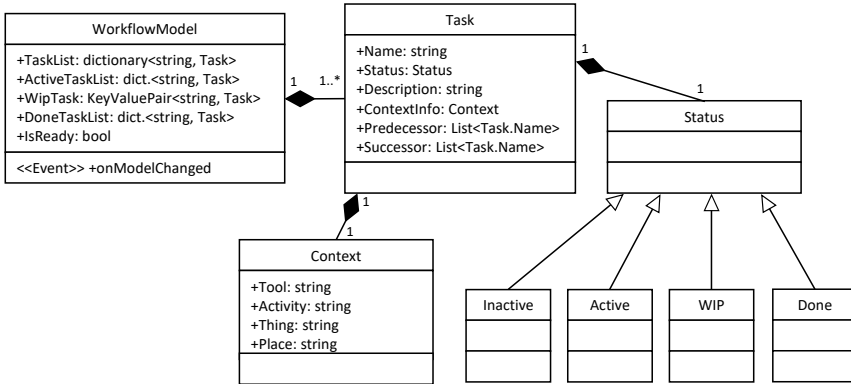 WorkflowModel
+TaskList: dictionary<string, Task>
+ActiveTaskList: dict.<string, Task>
+WipTask: KeyValuePair<string, Task>
+DoneTaskList: dict.<string, Task>
+IsReady: bool
<<Event>> +onModelChanged
1
1..*
Task
+Name: string
+Status: Status
+Description: string
+ContextInfo: Context
+Predecessor: List<Task.Name>
+Successor: List<Task.Name>
1
1
Status
1
1
Context
+Tool: string
+Activity: string
+Thing: string
+Place: string
Inactive
Active
WIP
Done